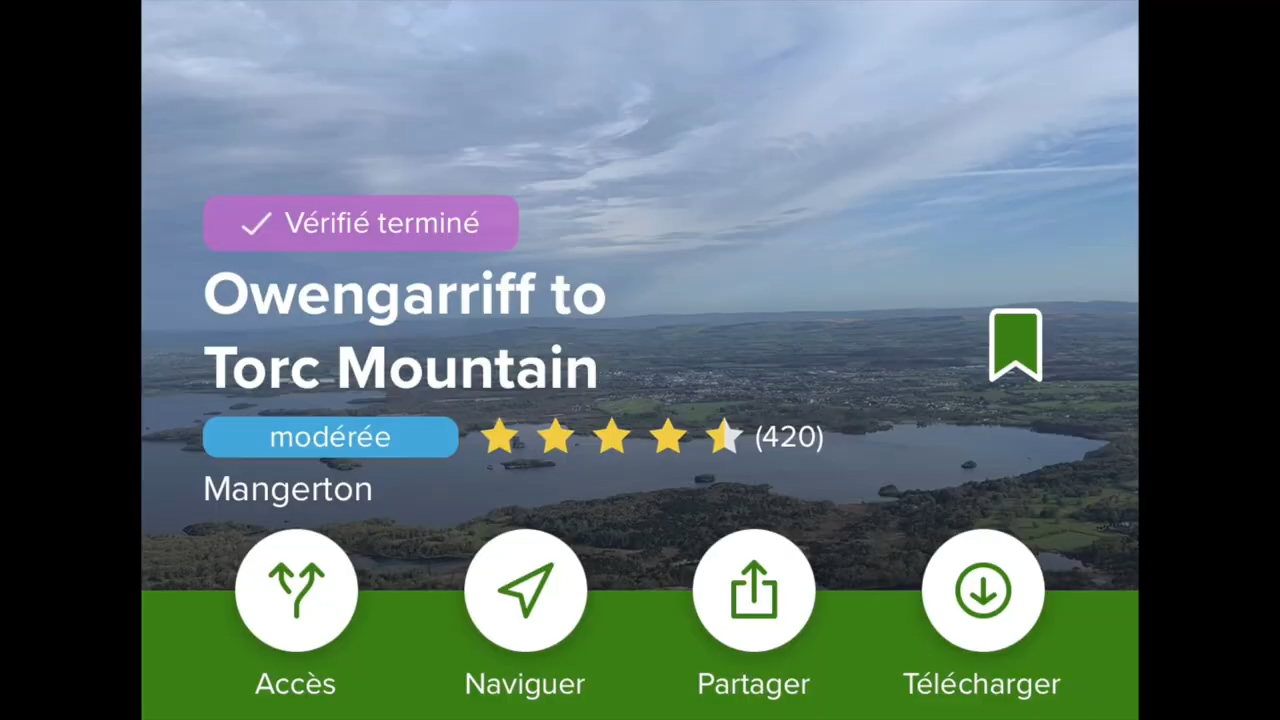 Vérifié terminé
Owengarriff to
Torc Mountain
modérée
(420)
Mangerton
Accès
Naviguer
Partager
Télécharger